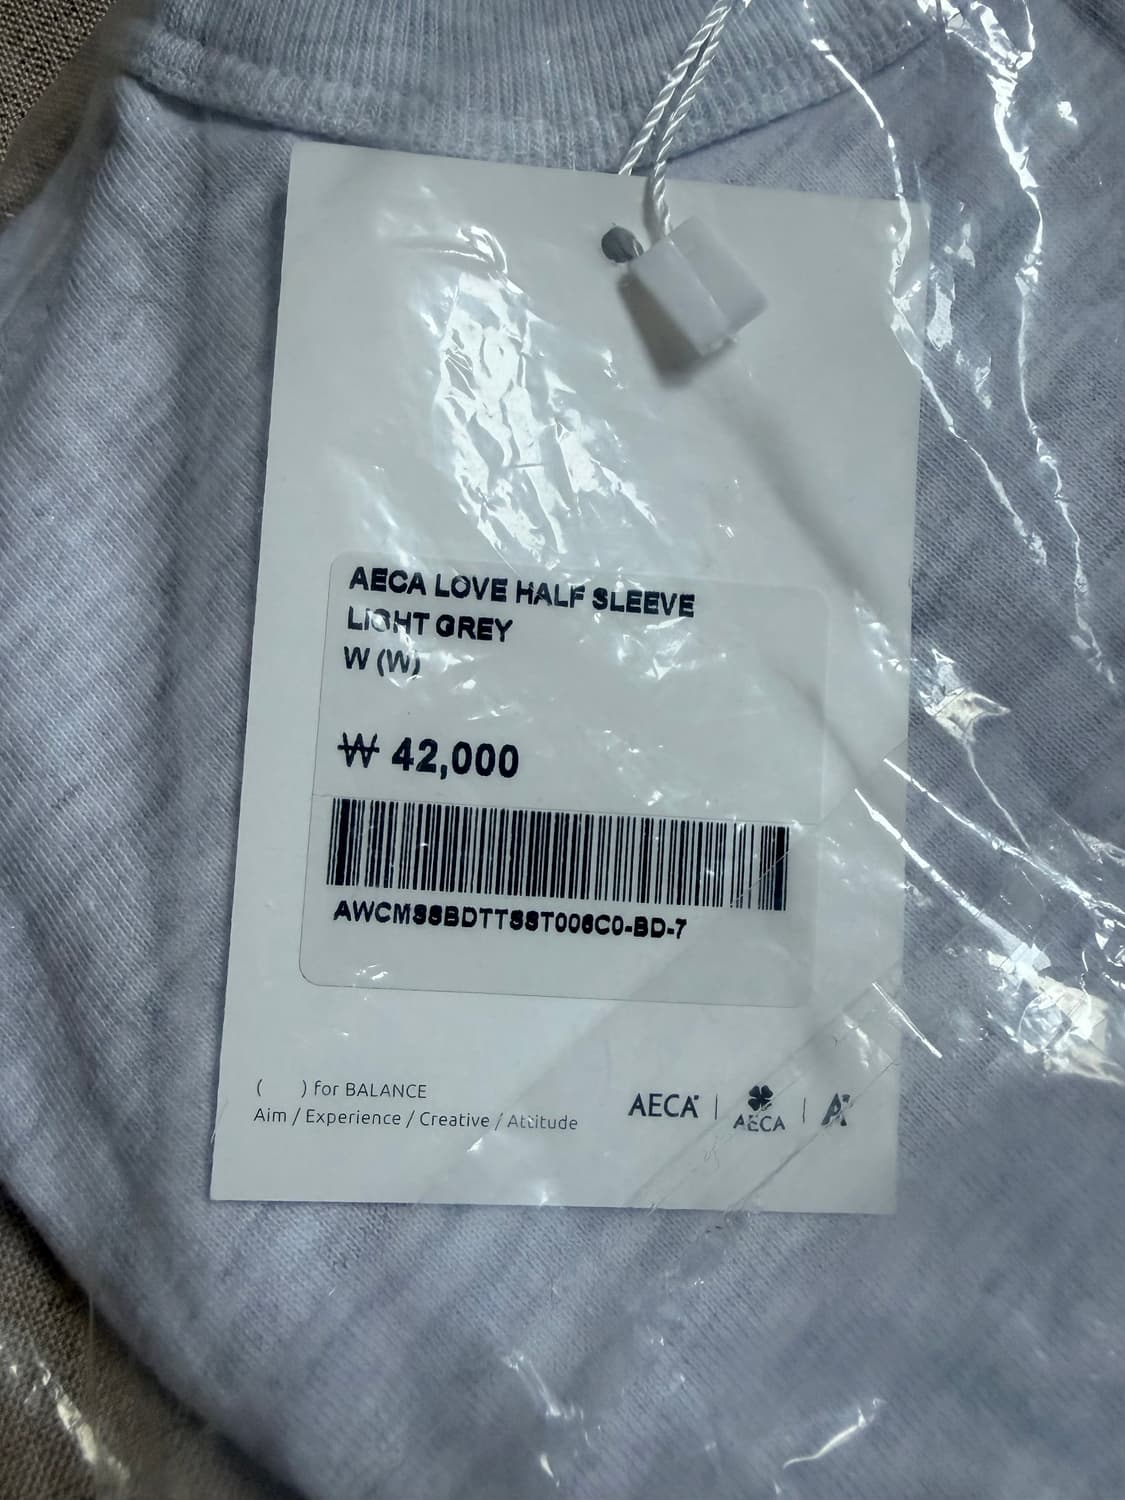 AECA LOVE HALF SLEEVE
LIGHT GREY
W (W)
₩ 42,000
AWCMSSBDTTSST006C0-BD-7
( ) for BALANCE
Aim / Experience / Creative / Attitude
AECA
AECA
A